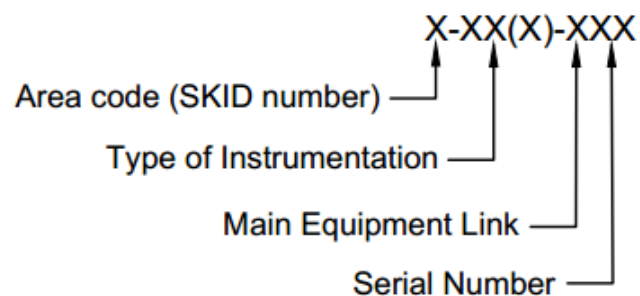 X-XX(X)-XXX
Area code (SKID number)
Type of Instrumentation
Main Equipment Link
Serial Number